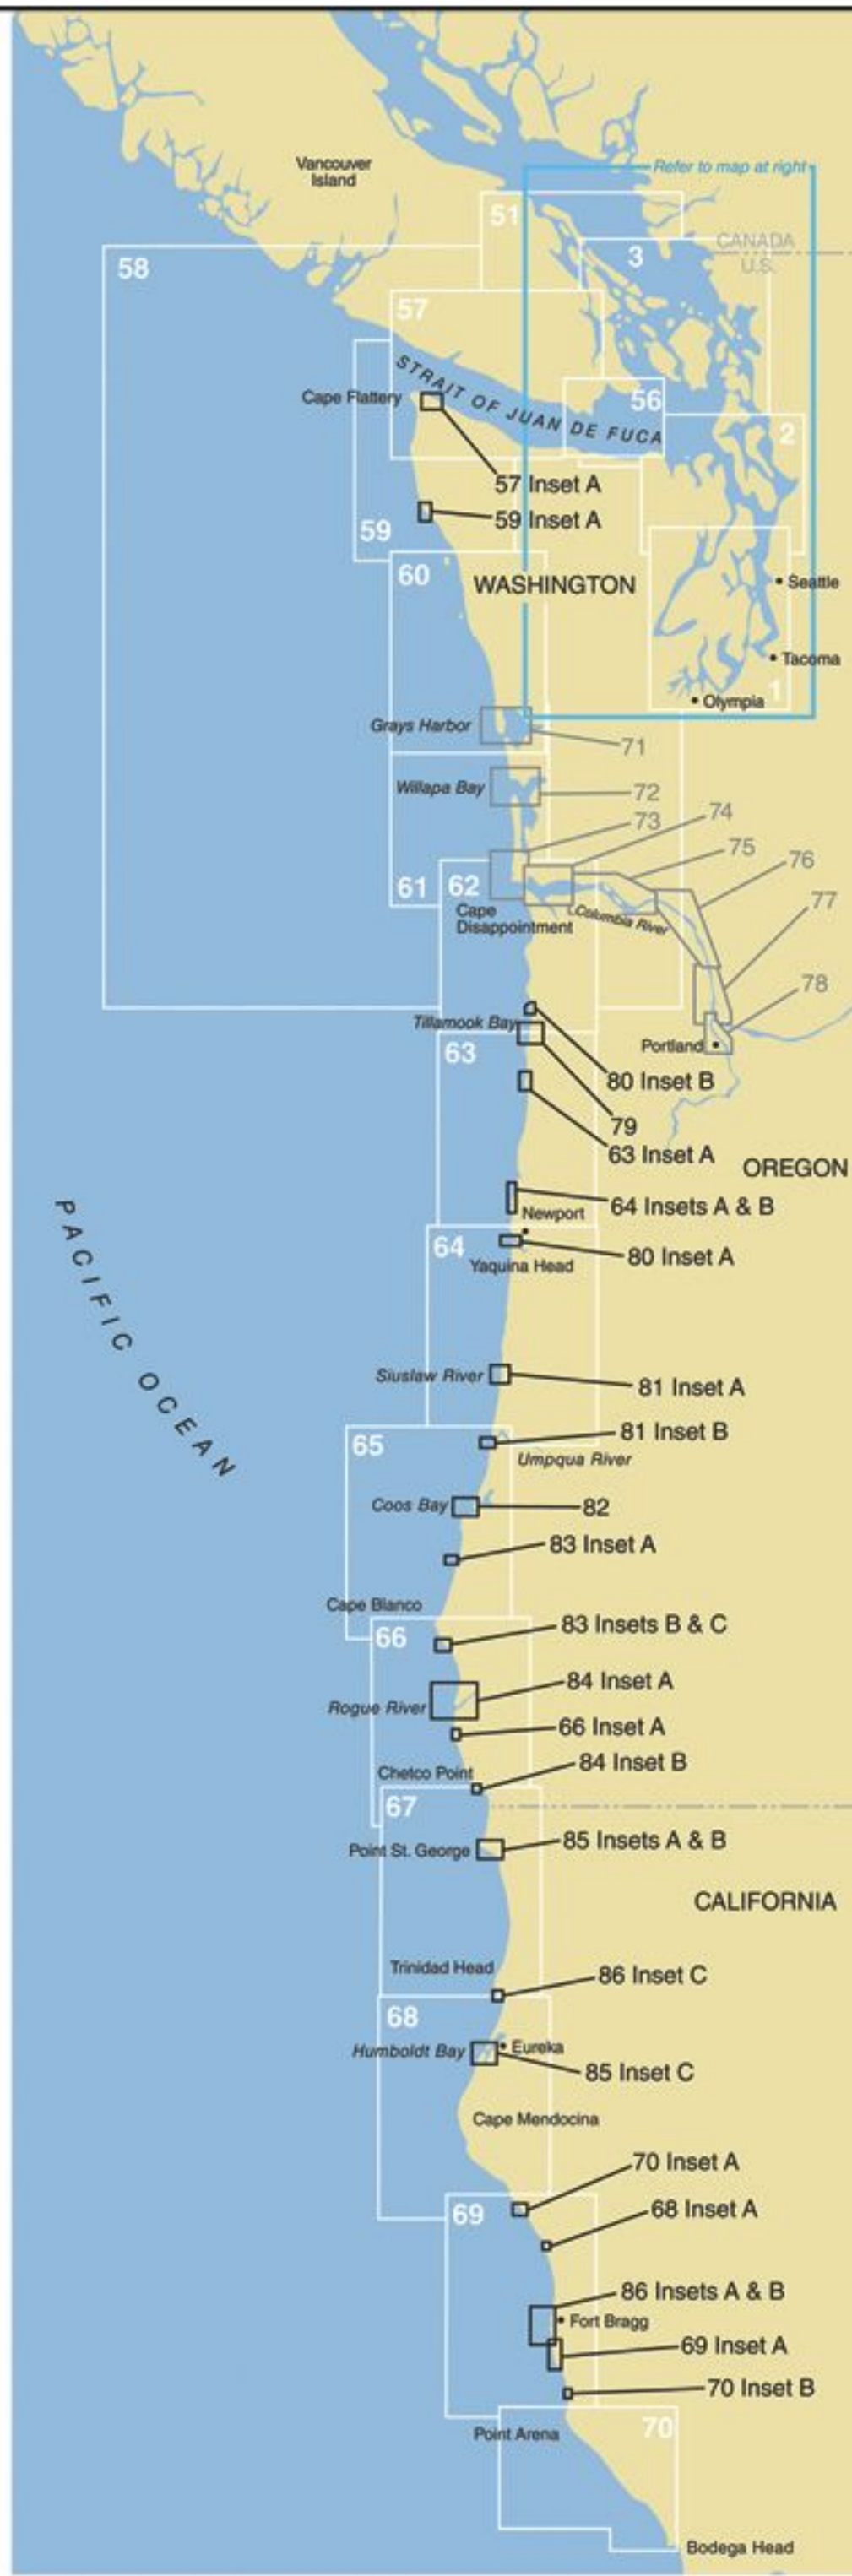 Vancouver
Island
Refer to map at right
51
CANADA
U.S.
3
58
57
STRAIT OF JUAN DE FUCA
Cape Flattery
56
2
57 Inset A
59 Inset A
59
60
WASHINGTON
Seattle
Tacoma
1
Olympia
Grays Harbor
71
Willapa Bay
72
73
74
75
76
77
61
62
Cape
Disappointment
Columbia River
78
Tillamook Bay
Portland
63
80 Inset B
79
63 Inset A
OREGON
64 Insets A & B
Newport
64
80 Inset A
Yaquina Head
PACIFIC OCEAN
Siuslaw River
81 Inset A
65
81 Inset B
Umpqua River
Coos Bay
82
83 Inset A
Cape Blanco
83 Insets B & C
66
84 Inset A
Rogue River
66 Inset A
84 Inset B
Chetco Point
67
85 Insets A & B
Point St. George
CALIFORNIA
Trinidad Head
86 Inset C
68
Eureka
Humboldt Bay
85 Inset C
Cape Mendocina
70 Inset A
68 Inset A
69
86 Insets A & B
Fort Bragg
69 Inset A
70 Inset B
70
Point Arena
Bodega Head